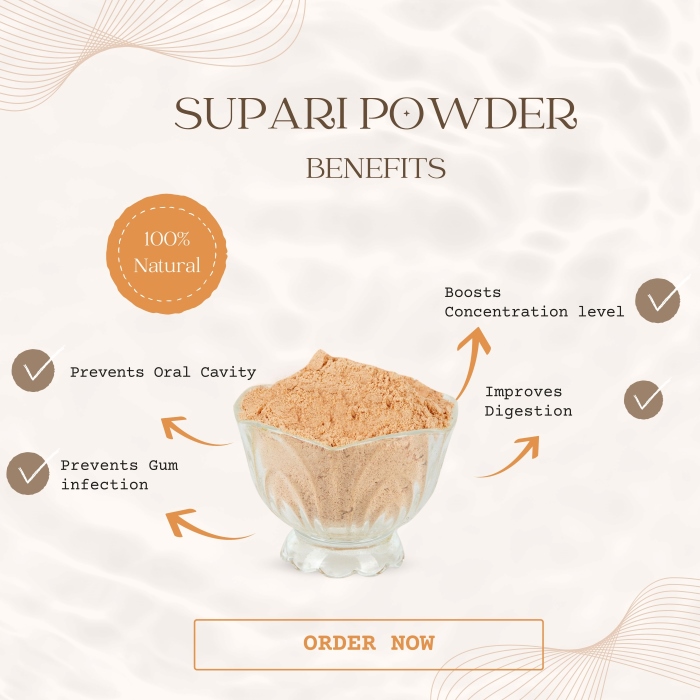 SUPARI POWDER
BENEFITS
100%
Natural
Boosts
Concentration level
Prevents Oral Cavity
Improves
Digestion
Prevents Gum
infection
ORDER NOW